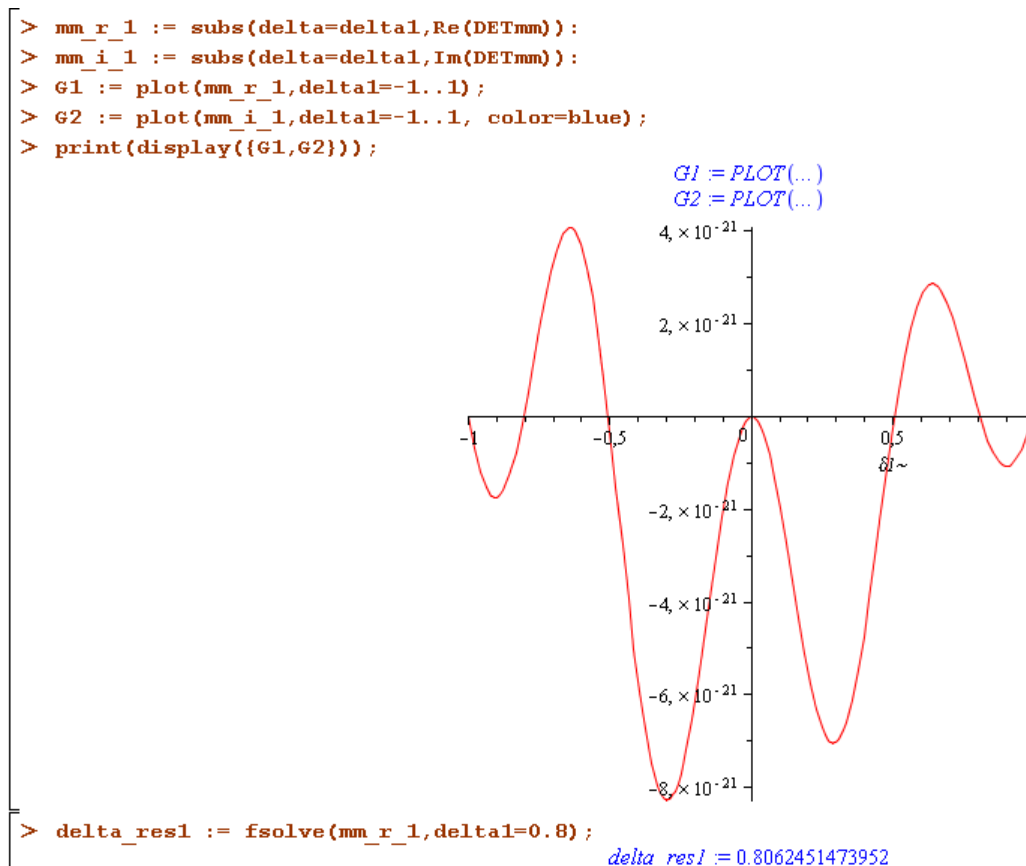 > mm_r_1 := subs(delta=delta1,Re(DETmm)):
> mm_i_1 := subs(delta=delta1,Im(DETmm)):
> G1 := plot(mm_r_1,delta1=-1..1);
> G2 := plot(mm_i_1,delta1=-1..1, color=blue);
> print(display({G1,G2}));
G1 := PLOT(...)
G2 := PLOT(...)
4, × 10⁻²¹
2, × 10⁻²¹
-1 -0,5 0 0,5
δ1~
-2, × 10⁻²¹
-4, × 10⁻²¹
-6, × 10⁻²¹
-8, × 10⁻²¹
> delta_res1 := fsolve(mm_r_1,delta1=0.8);
delta_res1 := 0.8062451473952